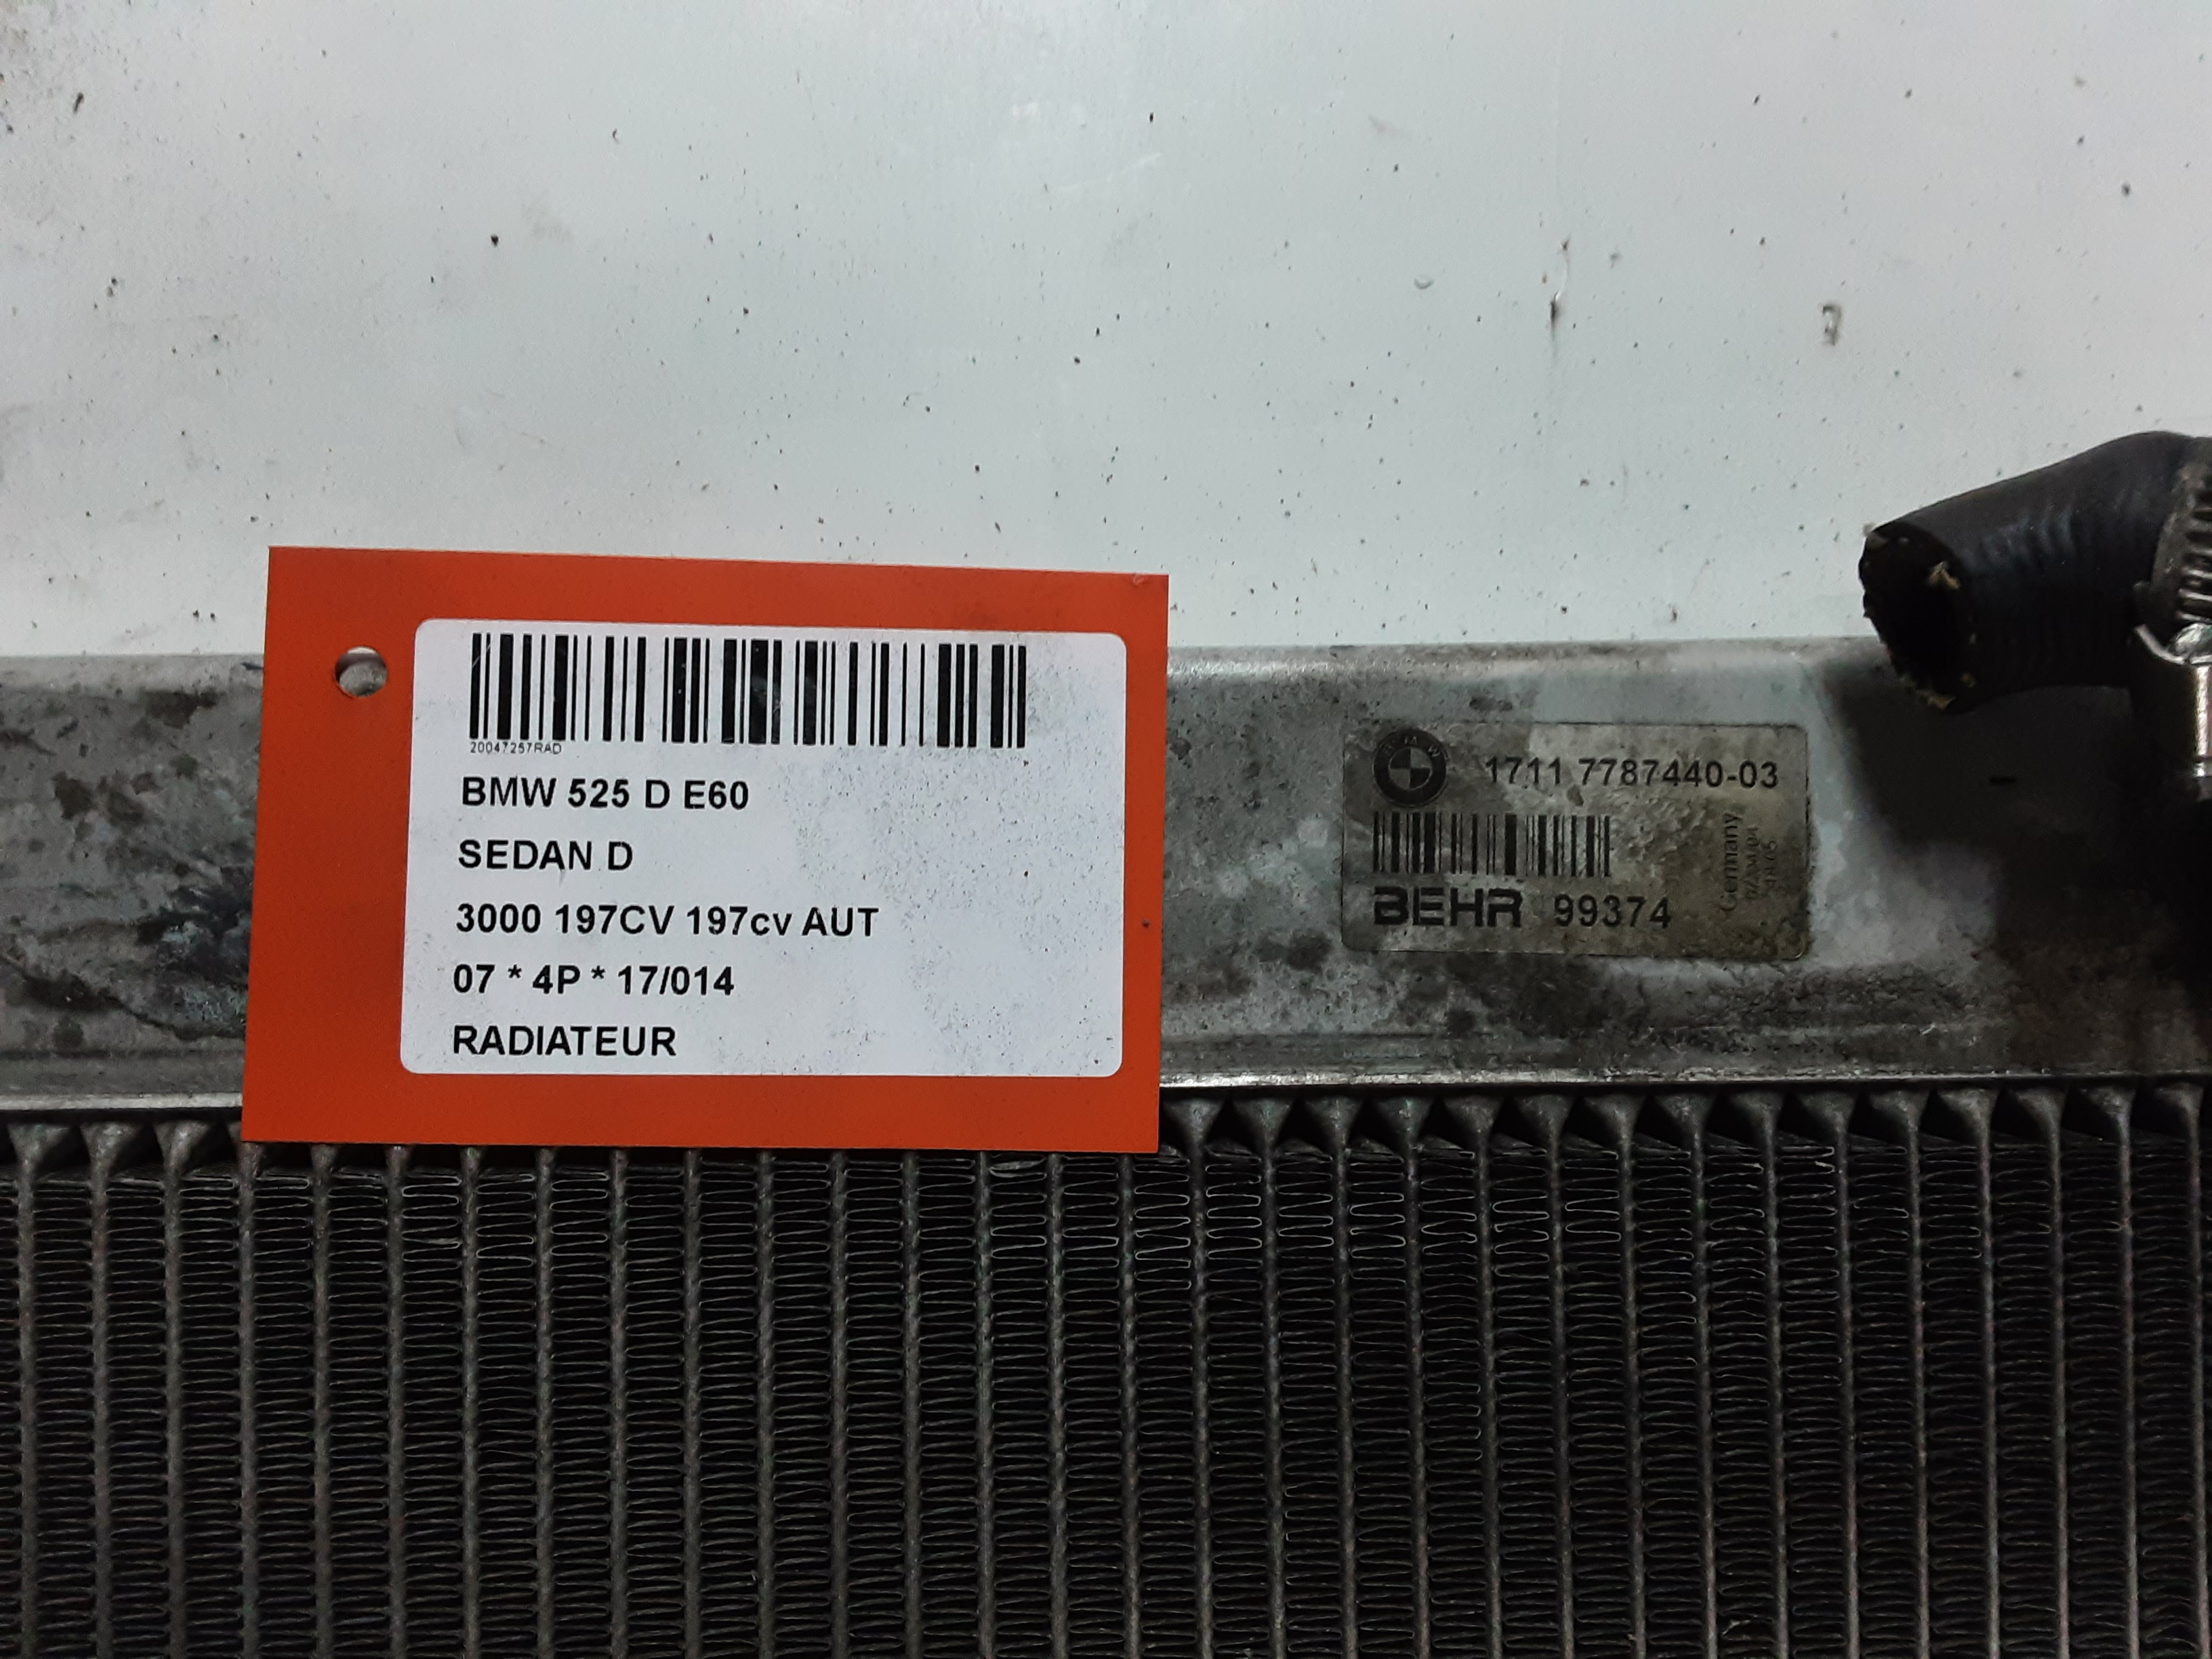 20047257RAD
BMW 525 D E60
SEDAN D
3000 197CV 197cv AUT
07 * 4P * 17/014
RADIATEUR
BMW
1711 7787440-03
BEHR 99374
Germany